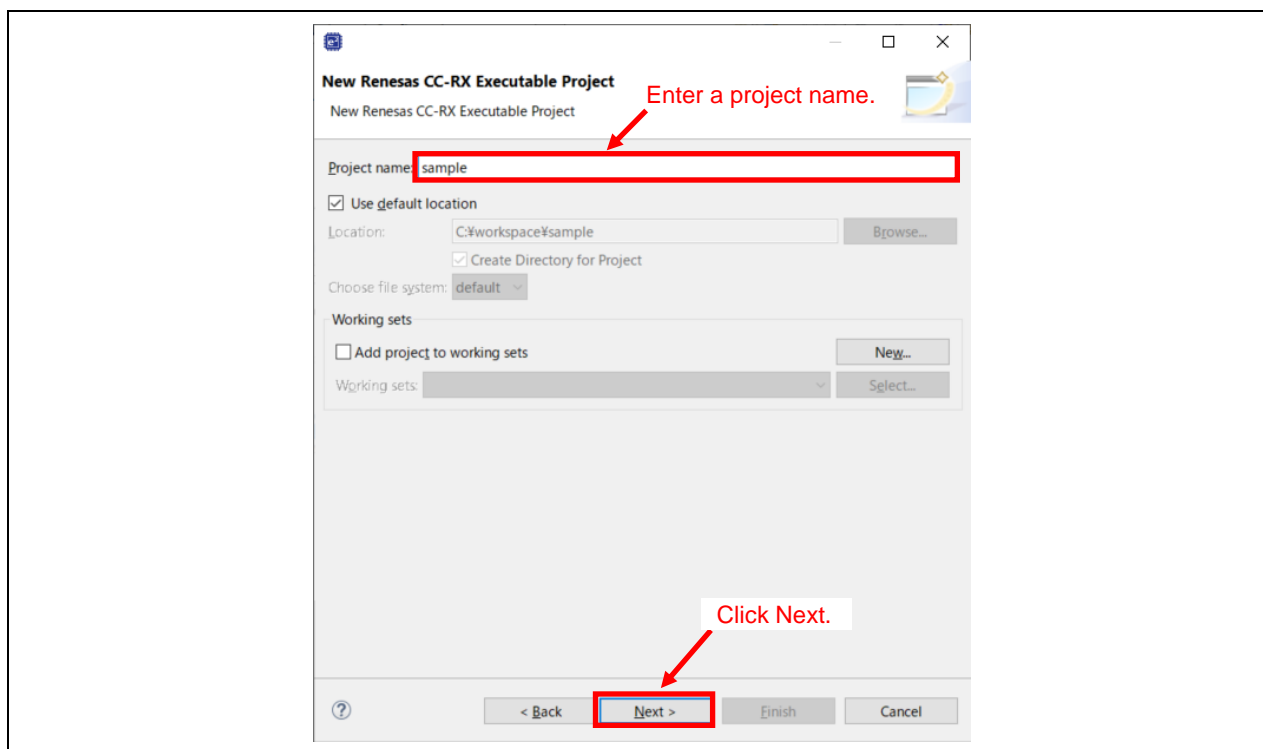 New Renesas CC-RX Executable Project
New Renesas CC-RX Executable Project
Enter a project name.
Project name: sample
Use default location
Location: C:¥workspace¥sample Browse...
Create Directory for Project
Choose file system: default
Working sets
Add project to working sets New...
Working sets: Select...
Click Next.
< Back Next > Finish Cancel